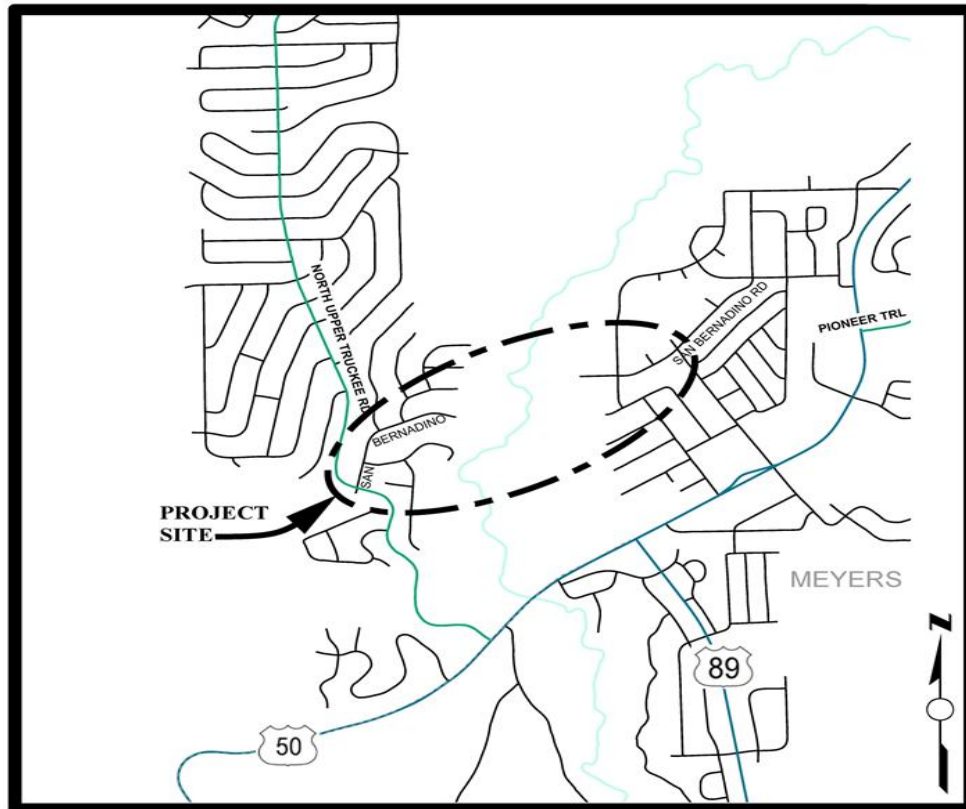 NORTH UPPER TRUCKEE RD
SAN BERNADINO RD
PIONEER TRL
SAN
BERNADINO
PROJECT
SITE
MEYERS
89
50
N